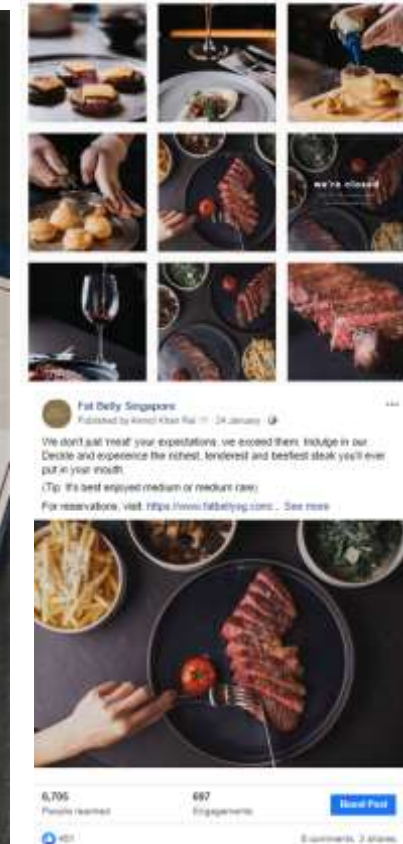 we're closed
Fat Belly Singapore
Published by
24 January
We don't just 'meat' your expectations, we exceed them. Indulge in our
Deckle and experience the richest, tenderest and beefiest steak you'll ever
put in your mouth.
(Tip: It's best enjoyed medium or medium rare)
For reservations, visit: https://www.fatbellysg.com/... See more
6,705
People reached
697
Engagements
Boost Post
451
comments 3 shares